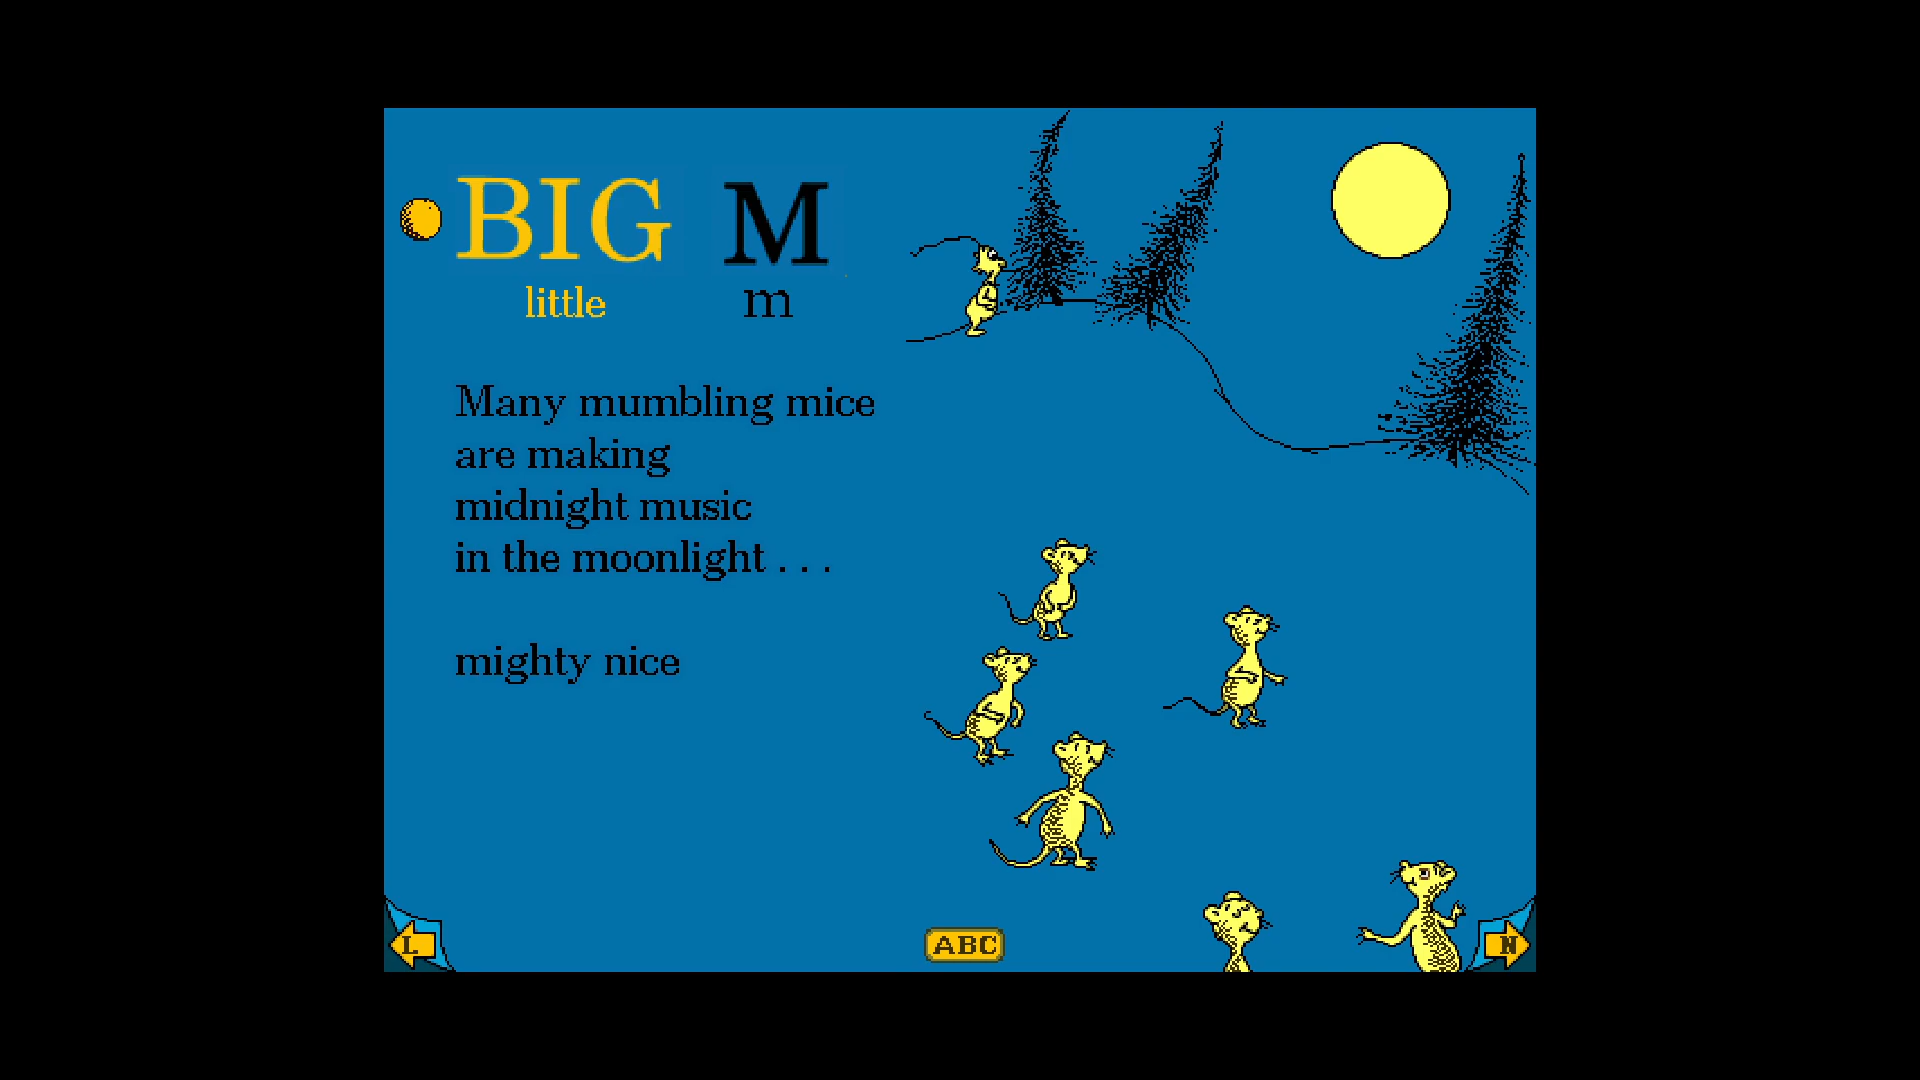 BIG M
little m
Many mumbling mice
are making
midnight music
in the moonlight . . .
mighty nice
L
ABC
N